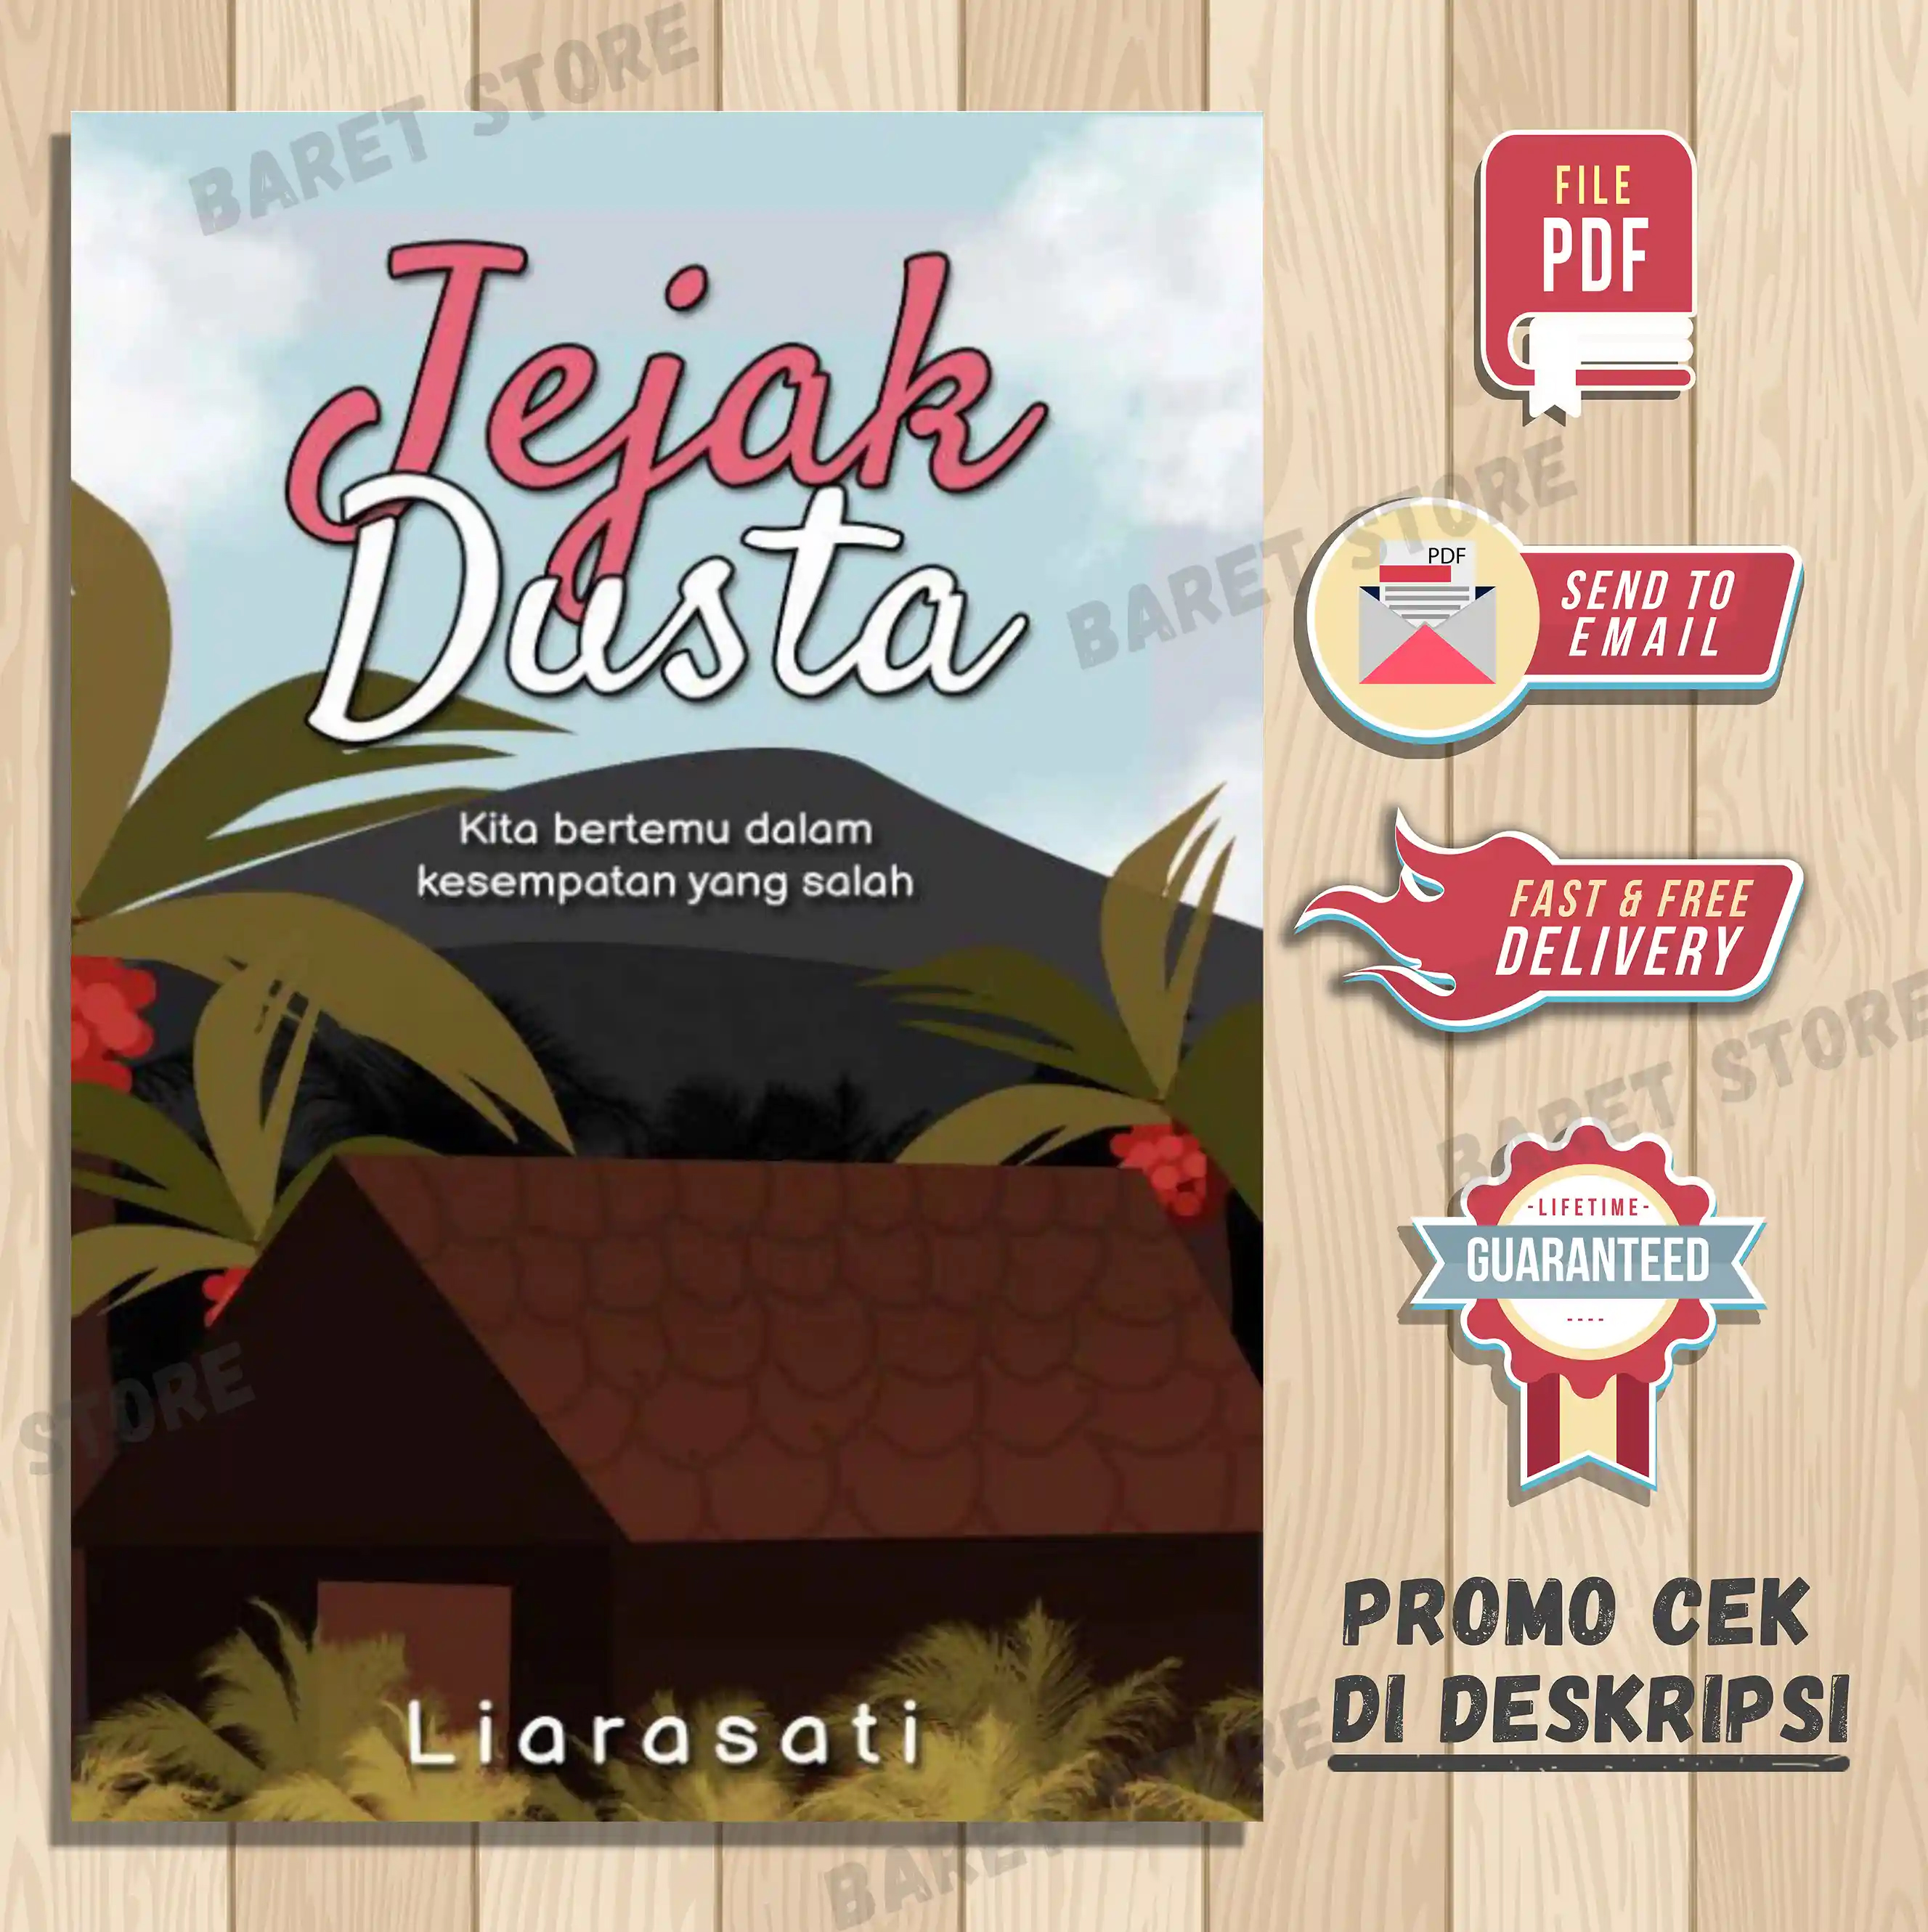 BARET STORE
Tejak
Dusta
Kita bertemu dalam
kesempatan yang salah
Liarasati
FILE
PDF
PDF
SEND TO
EMAIL
BARET STORE
FAST & FREE
DELIVERY
BARET STORE
-LIFETIME-
GUARANTEED
STORE
PROMO CEK
DI DESKRIPSI
BARET